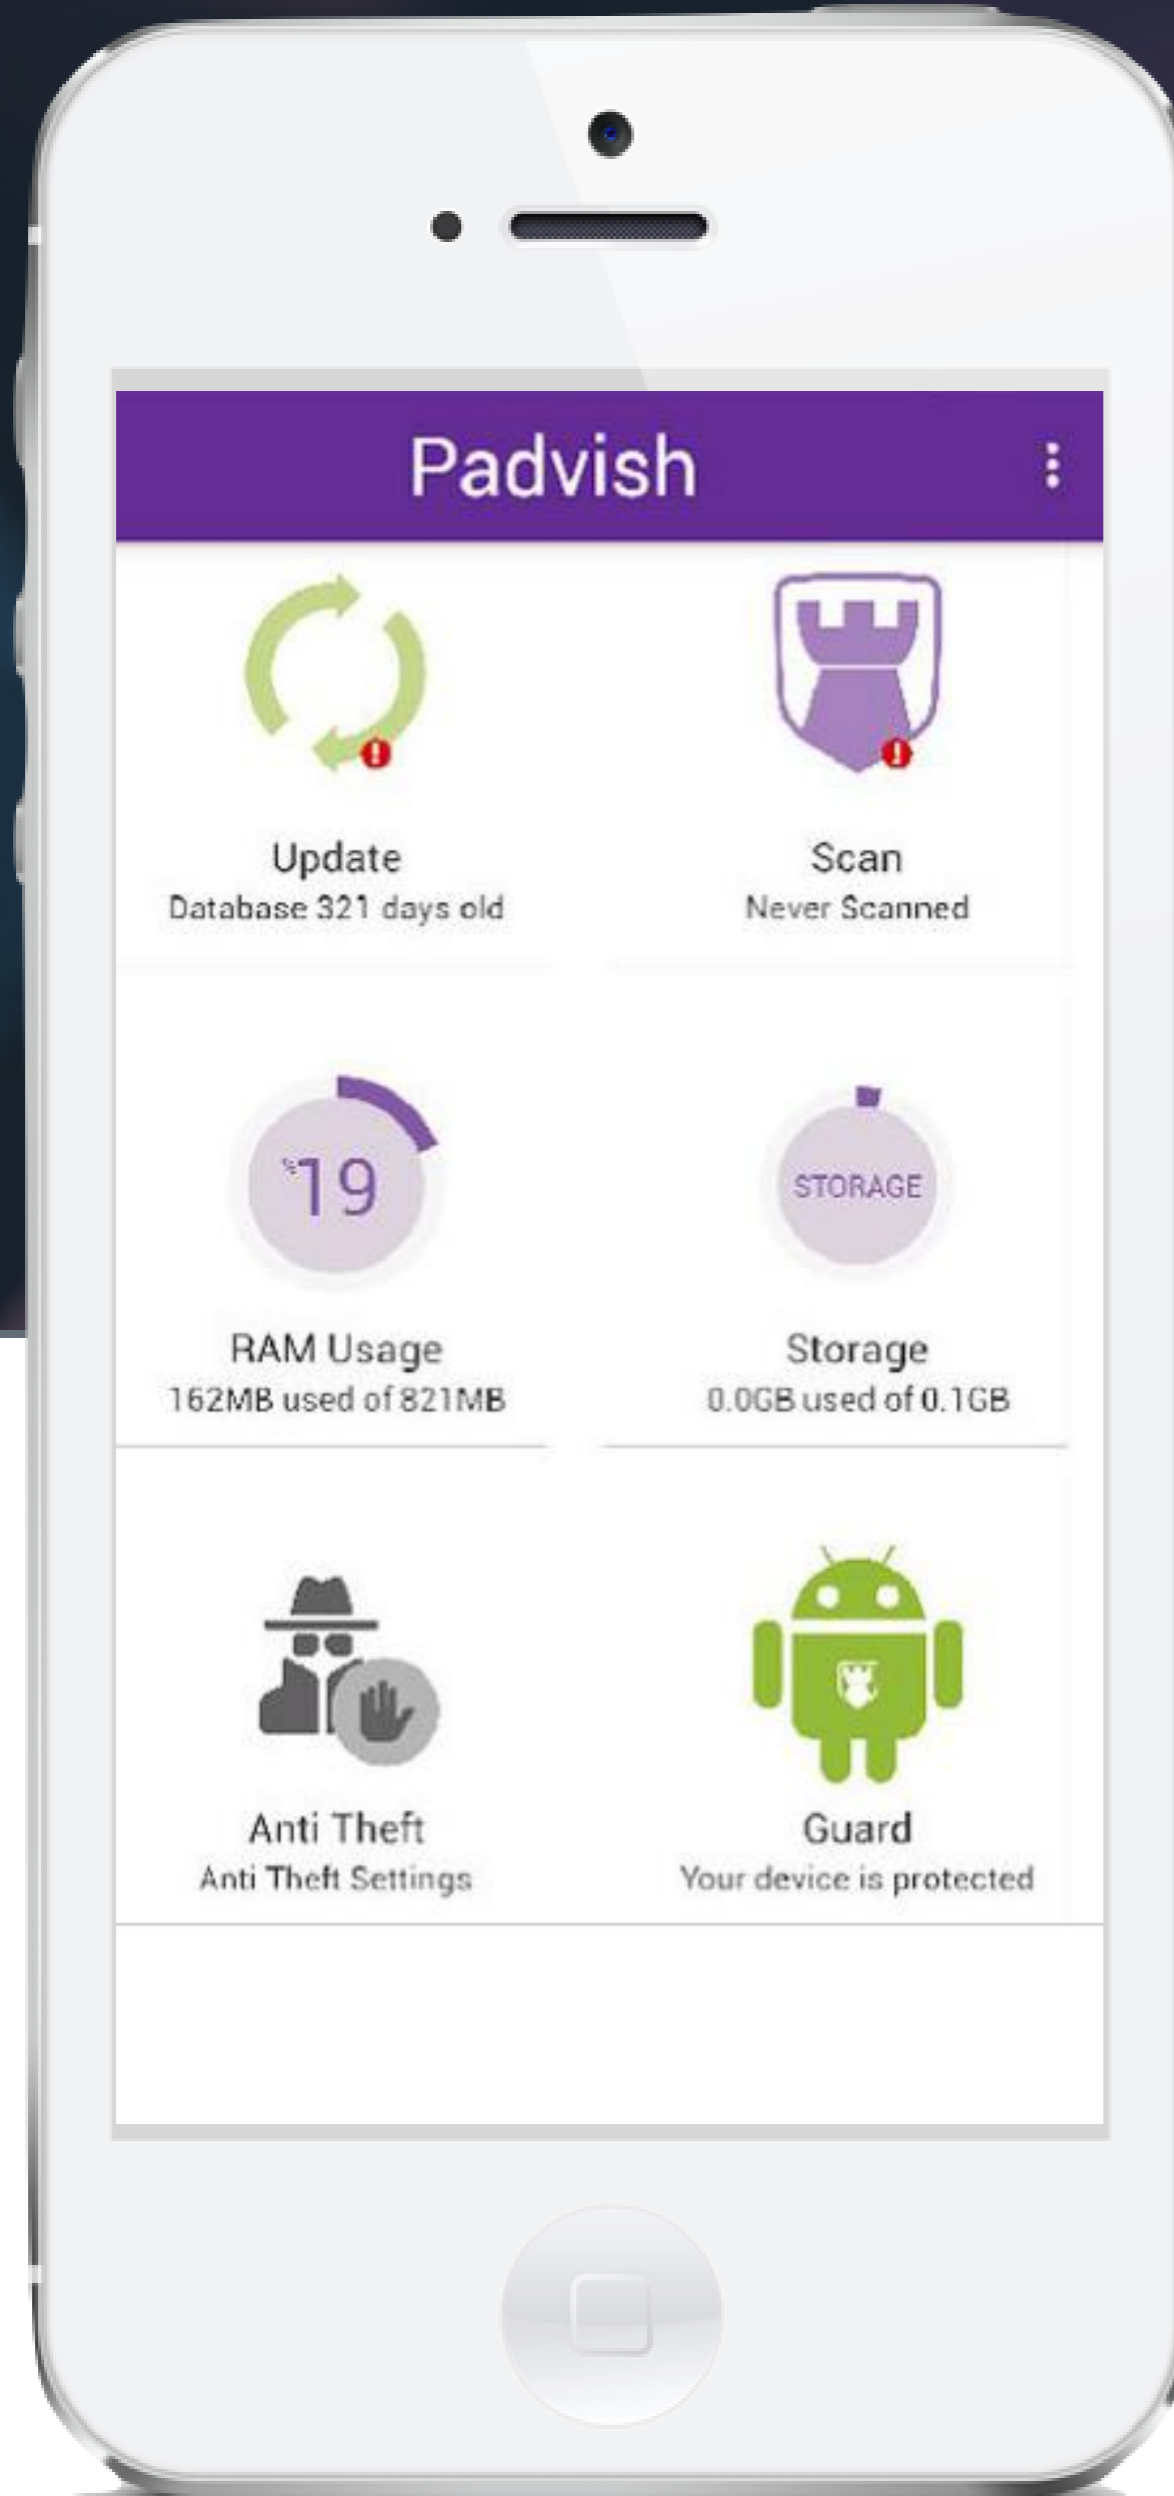 Padvish
Update
Database 321 days old
Scan
Never Scanned
%19
RAM Usage
162MB used of 821MB
STORAGE
Storage
0.0GB used of 0.1GB
Anti Theft
Anti Theft Settings
Guard
Your device is protected